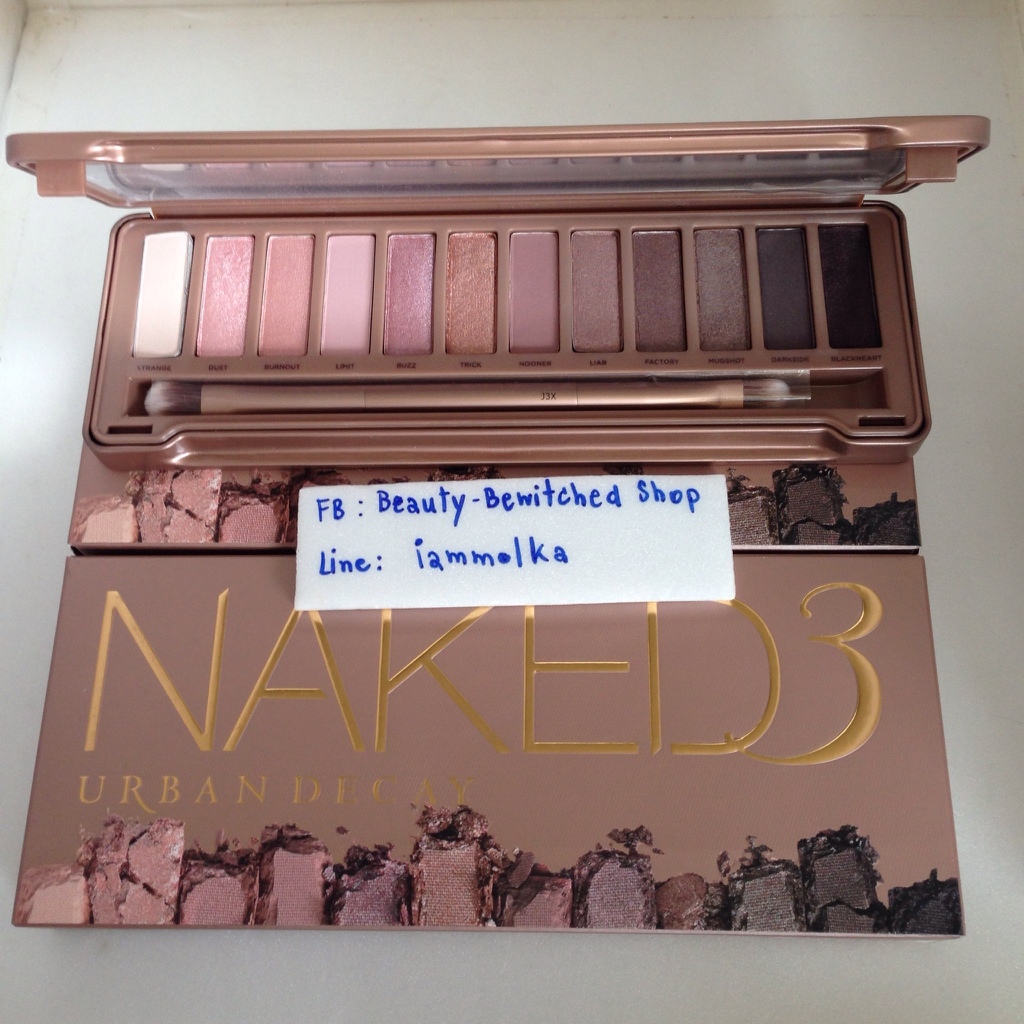 STRANGE DUST BURNOUT LIMIT BUZZ TRICK NOONER LIAR FACTORY MUGSHOT DARKSIDE BLACKHEART
J3X
FB : Beauty-Bewitched Shop
Line: iammolka
NAKED3
URBAN DECAY